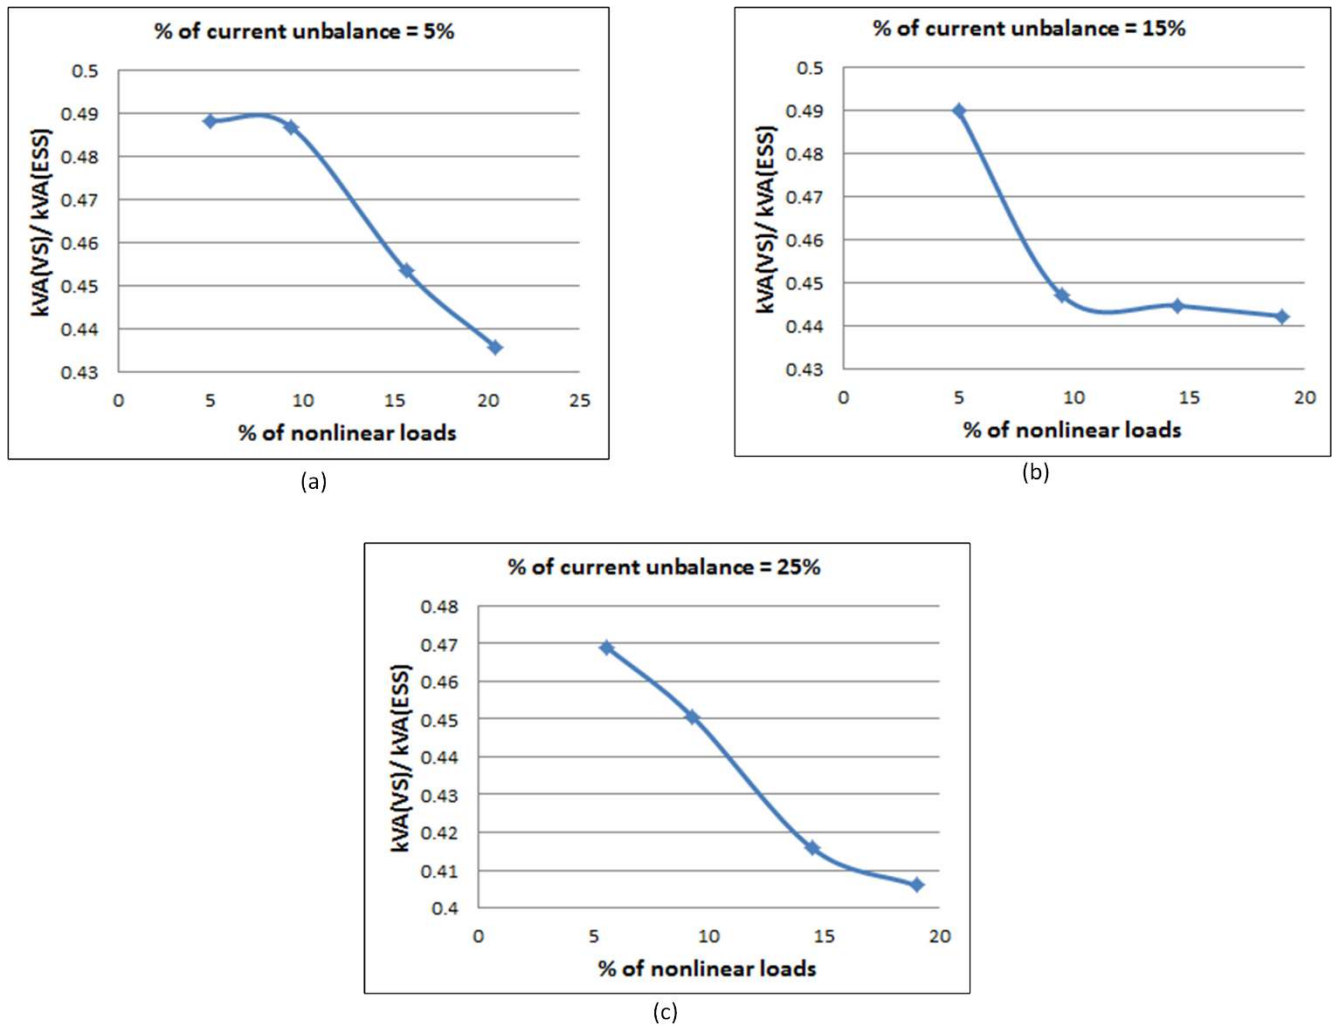 % of current unbalance = 5%
kVA(VS)/ kVA(ESS)
0.5
0.49
0.48
0.47
0.46
0.45
0.44
0.43
0 5 10 15 20 25
% of nonlinear loads
(a)
% of current unbalance = 15%
kVA(VS)/ kVA(ESS)
0.5
0.49
0.48
0.47
0.46
0.45
0.44
0.43
0 5 10 15 20
% of nonlinear loads
(b)
% of current unbalance = 25%
kVA(VS)/ kVA(ESS)
0.48
0.47
0.46
0.45
0.44
0.43
0.42
0.41
0.4
0 5 10 15 20
% of nonlinear loads
(c)